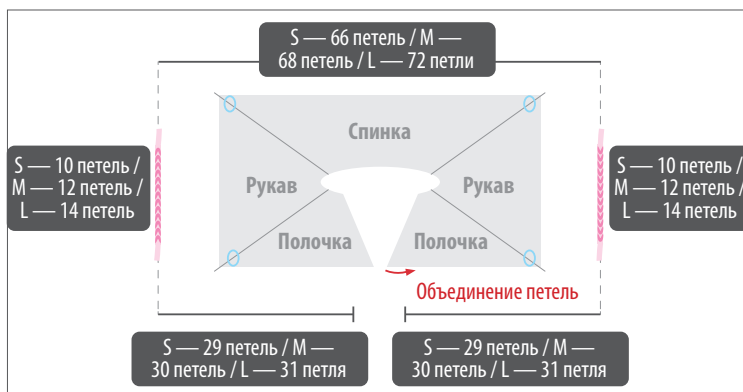 S — 66 петель / M —
68 петель / L — 72 петли
Спинка
S — 10 петель /
M — 12 петель /
L — 14 петель
Рукав
Рукав
S — 10 петель /
M — 12 петель /
L — 14 петель
Полочка
Полочка
Объединение петель
S — 29 петель / M —
30 петель / L — 31 петля
S — 29 петель / M —
30 петель / L — 31 петля